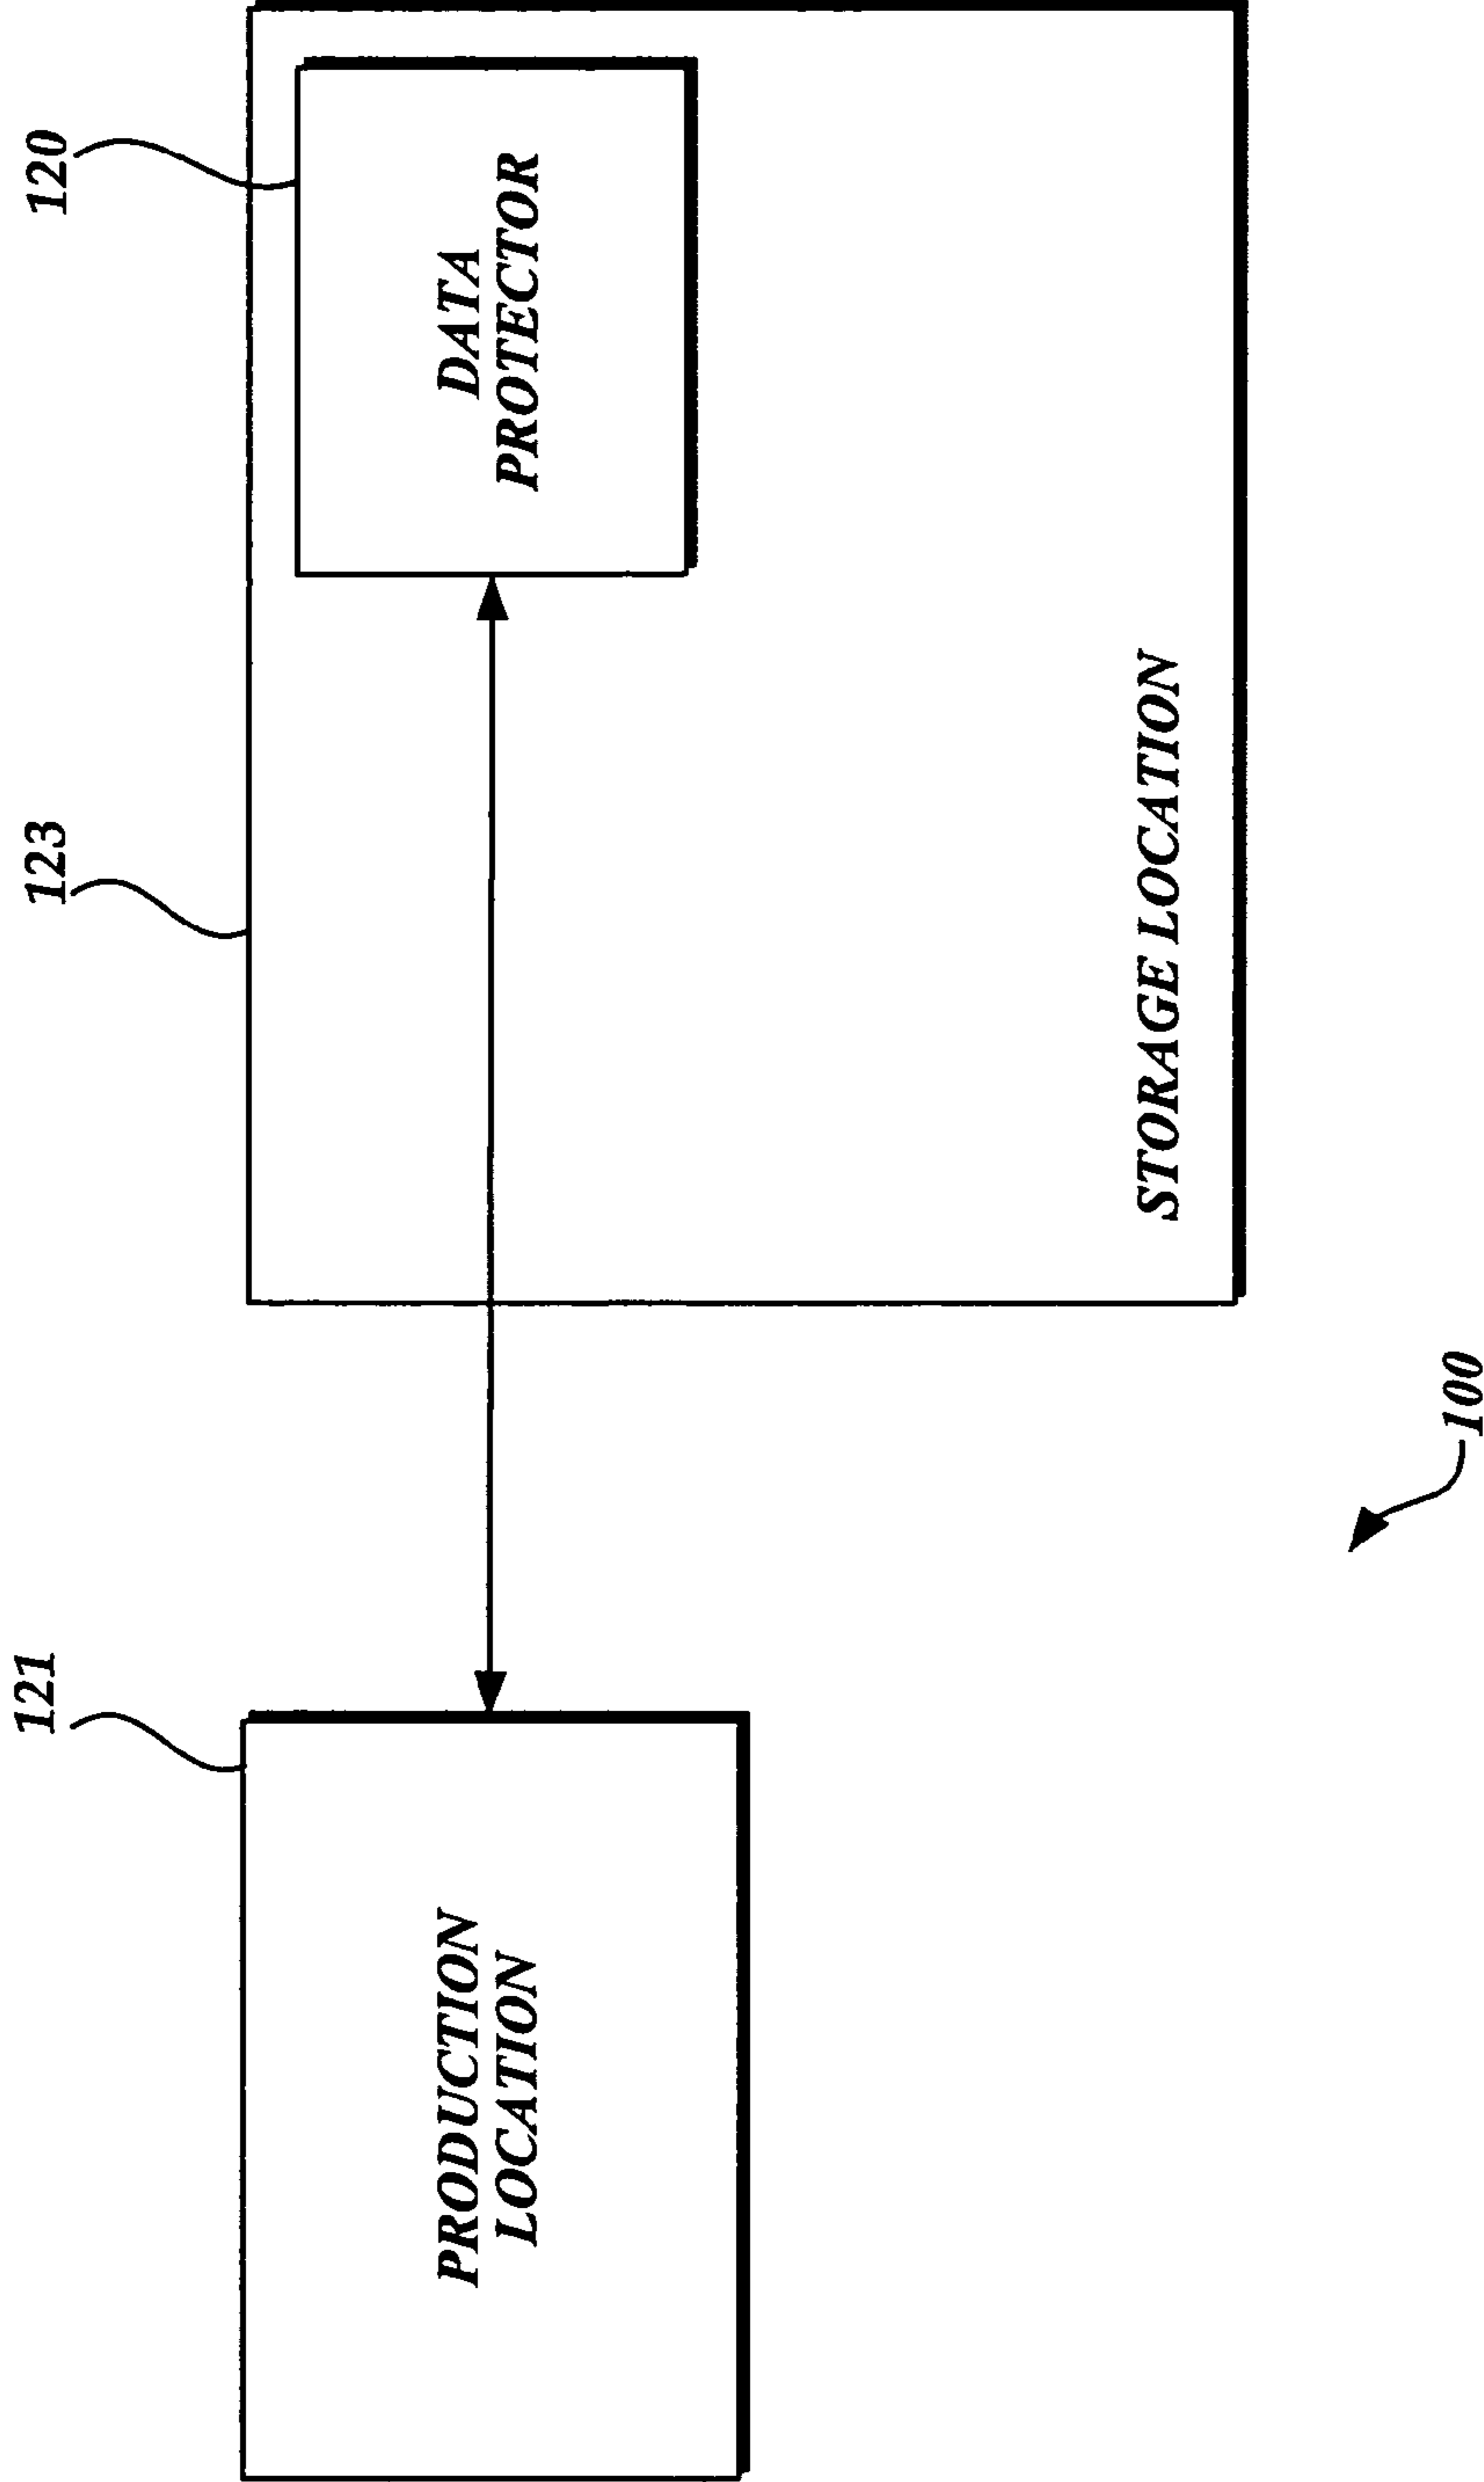 121
123
120
PRODUCTION
LOCATION
DATA
PROTECTOR
STORAGE LOCATION
100